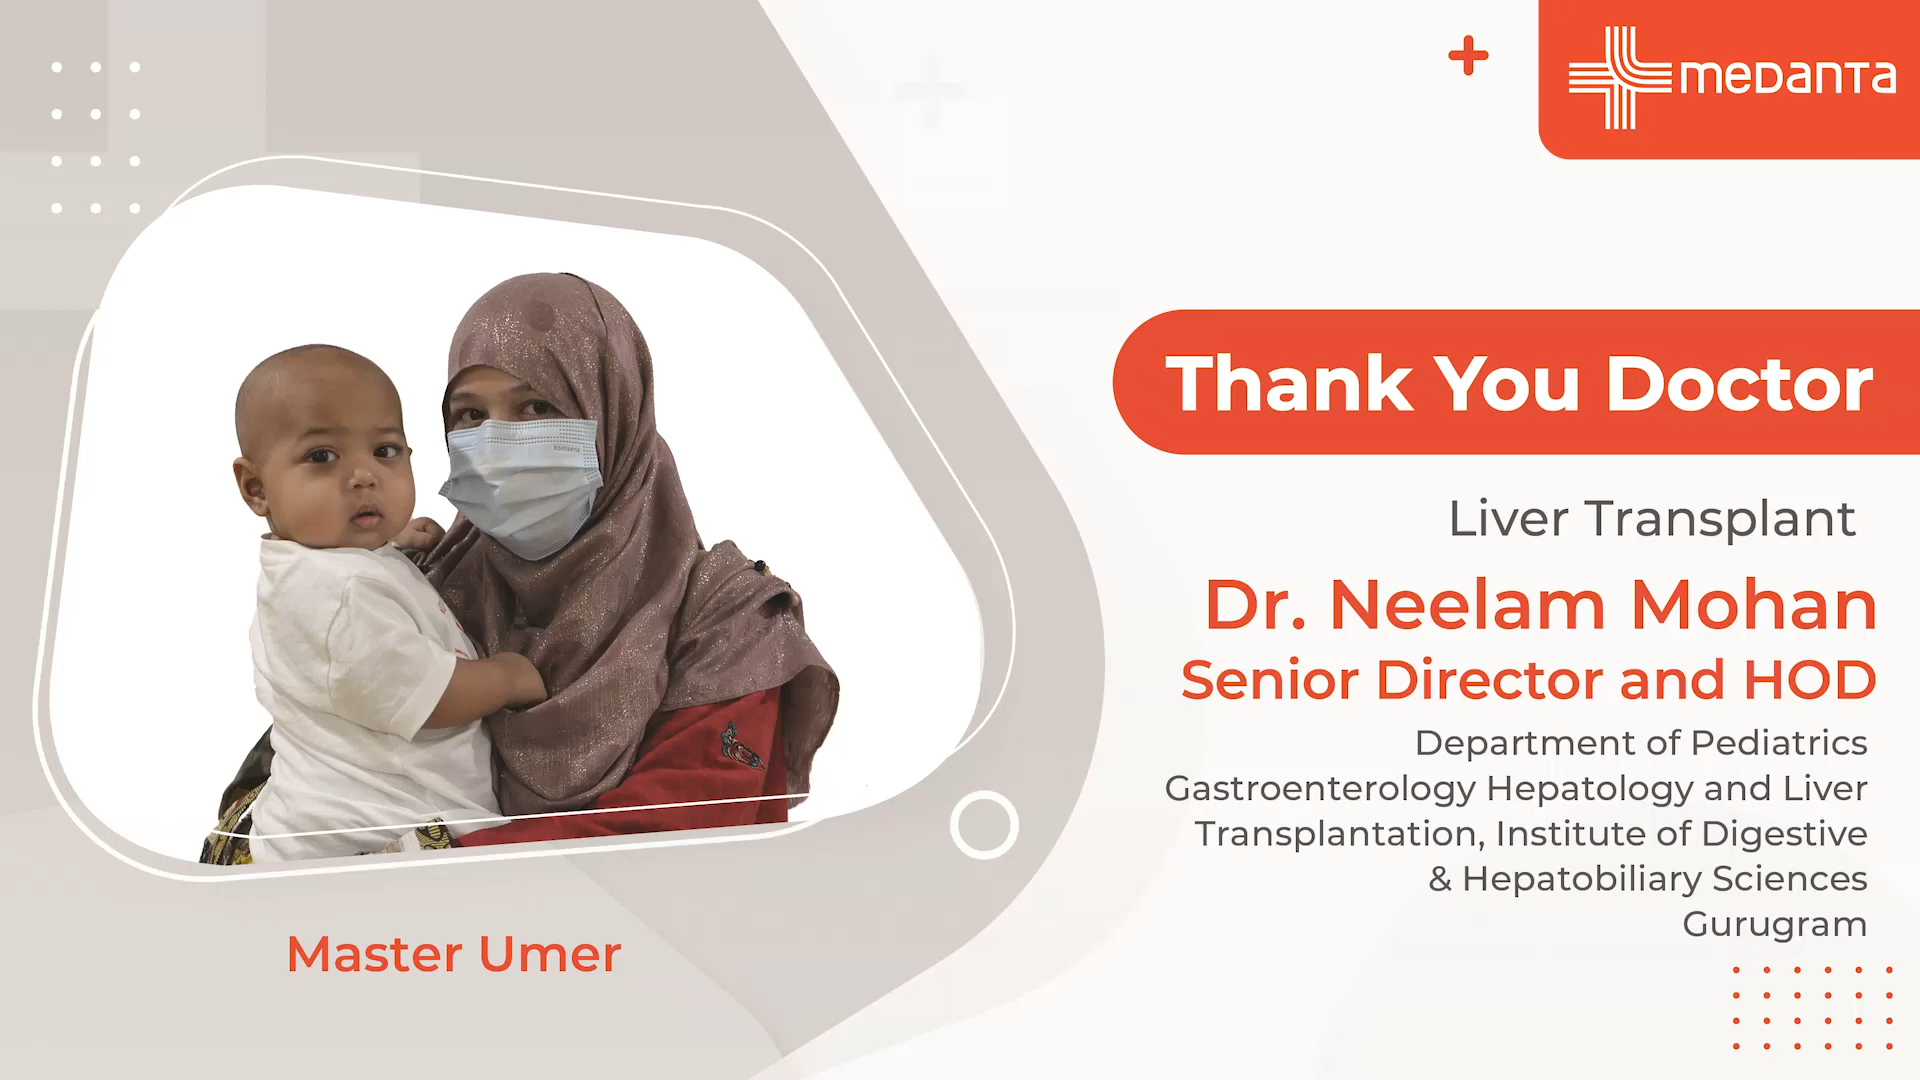 meDanTa
Thank You Doctor
Liver Transplant
Dr. Neelam Mohan
Senior Director and HOD
Department of Pediatrics
Gastroenterology Hepatology and Liver
Transplantation, Institute of Digestive
& Hepatobiliary Sciences
Gurugram
Master Umer